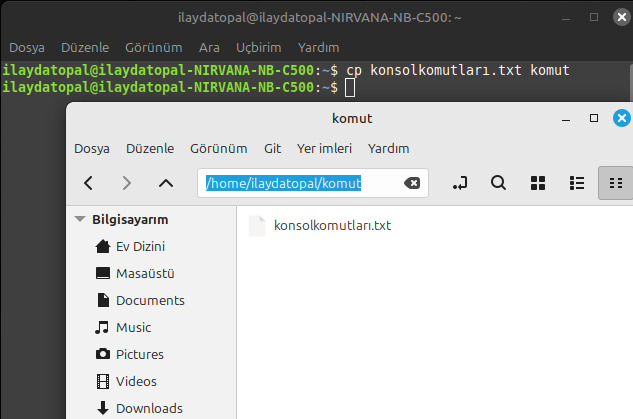 ilaydatopal@ilaydatopal-NIRVANA-NB-C500: ~
Dosya Düzenle Görünüm Ara Uçbirim Yardım
ilaydatopal@ilaydatopal-NIRVANA-NB-C500:~$ cp konsolkomutları.txt komut
ilaydatopal@ilaydatopal-NIRVANA-NB-C500:~$
komut
Dosya Düzenle Görünüm Git Yer imleri Yardım
/home/ilaydatopal/komut
Bilgisayarım
Ev Dizini
Masaüstü
Documents
Music
Pictures
Videos
Downloads
konsolkomutları.txt